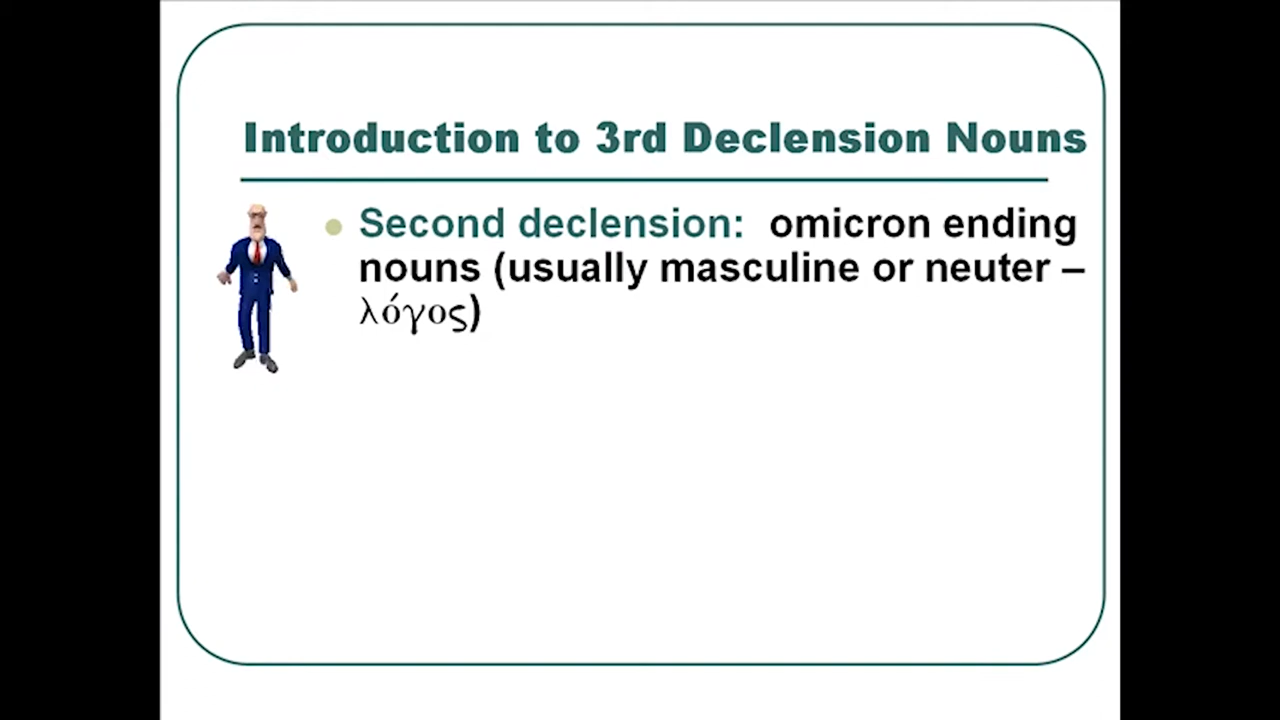 Introduction to 3rd Declension Nouns
Second declension: omicron ending
nouns (usually masculine or neuter –
λόγος)